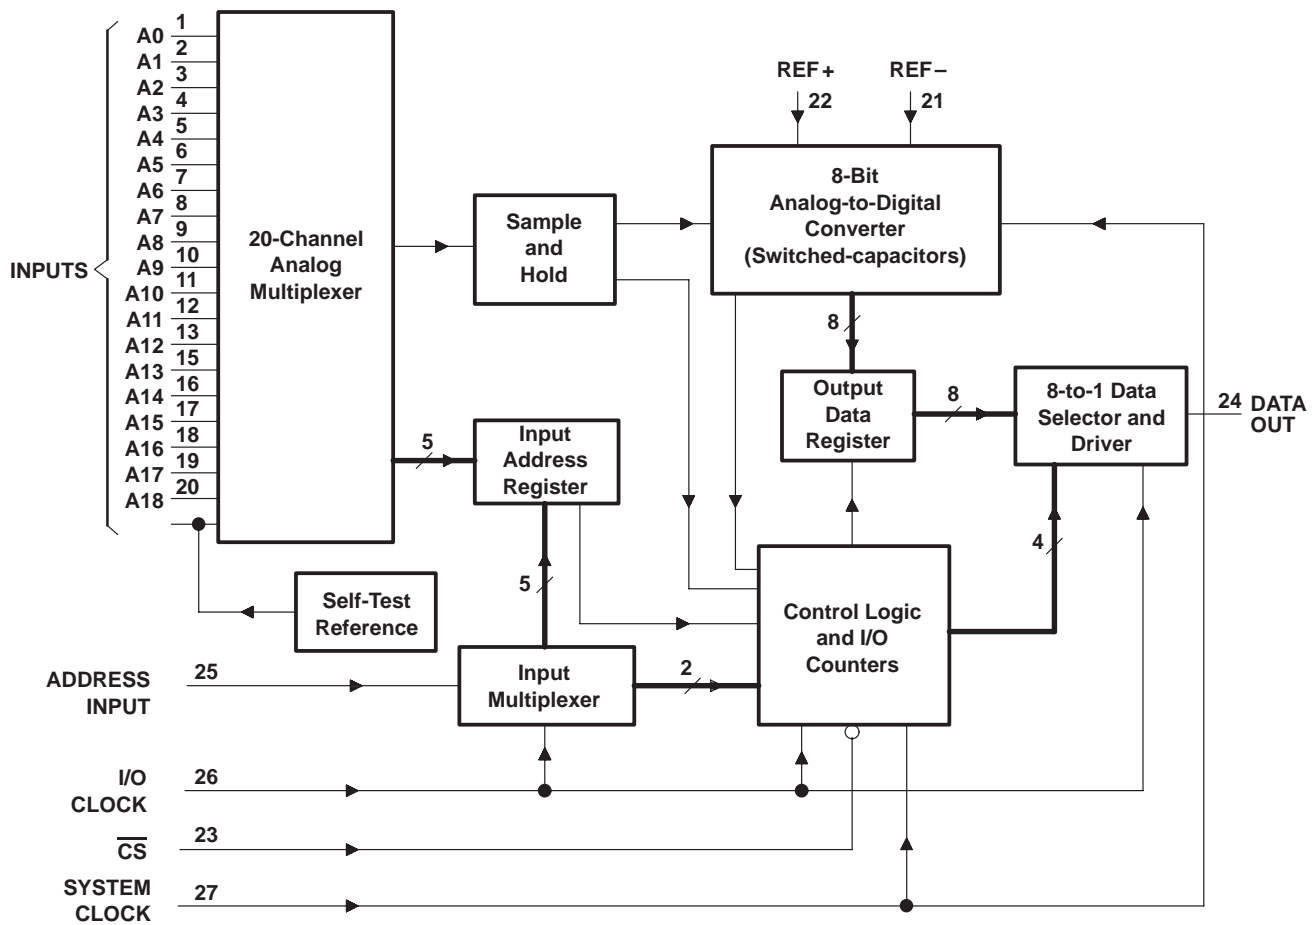 INPUTS
A0 1
A1 2
A2 3
A3 4
A4 5
A5 6
A6 7
A7 8
A8 9
A9 10
A10 11
A11 12
A12 13
A13 15
A14 16
A15 17
A16 18
A17 19
A18 20
20-Channel
Analog
Multiplexer
Sample
and
Hold
REF+
22
REF–
21
8-Bit
Analog-to-Digital
Converter
(Switched-capacitors)
8
Output
Data
Register
8
8-to-1 Data
Selector and
Driver
24 DATA
OUT
5
Input
Address
Register
5
4
Self-Test
Reference
Control Logic
and I/O
Counters
ADDRESS
INPUT
25
Input
Multiplexer
2
I/O
CLOCK
26
C̅S̅
23
SYSTEM
CLOCK
27